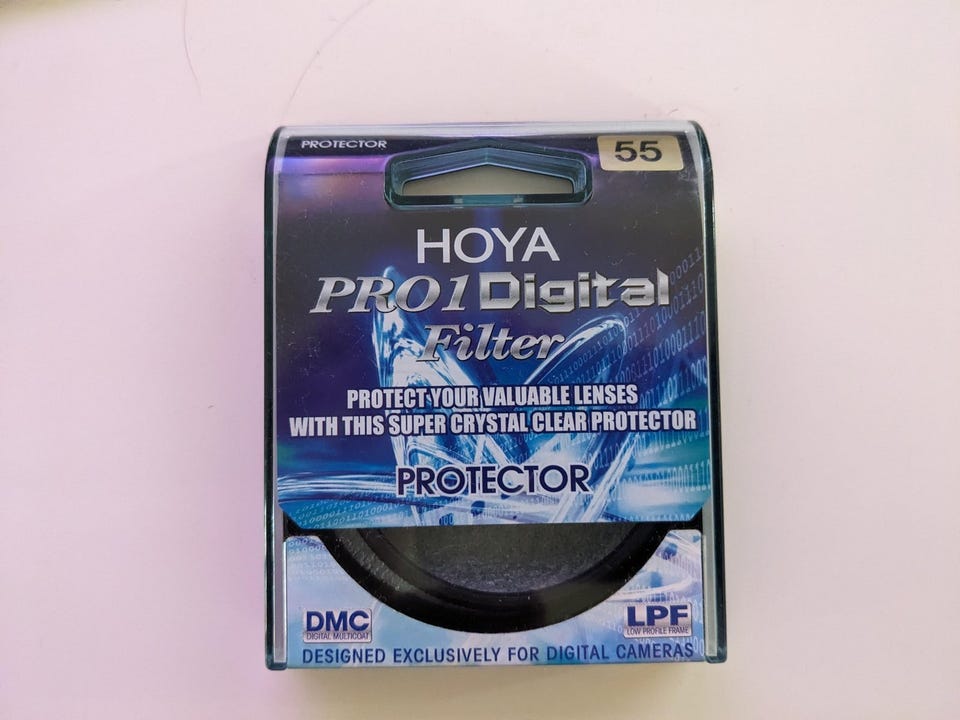 PROTECTOR
55
HOYA
PRO1 Digital
Filter
PROTECT YOUR VALUABLE LENSES
WITH THIS SUPER CRYSTAL CLEAR PROTECTOR
PROTECTOR
DMC
DIGITAL MULTICOAT
LPF
LOW PROFILE FRAME
DESIGNED EXCLUSIVELY FOR DIGITAL CAMERAS